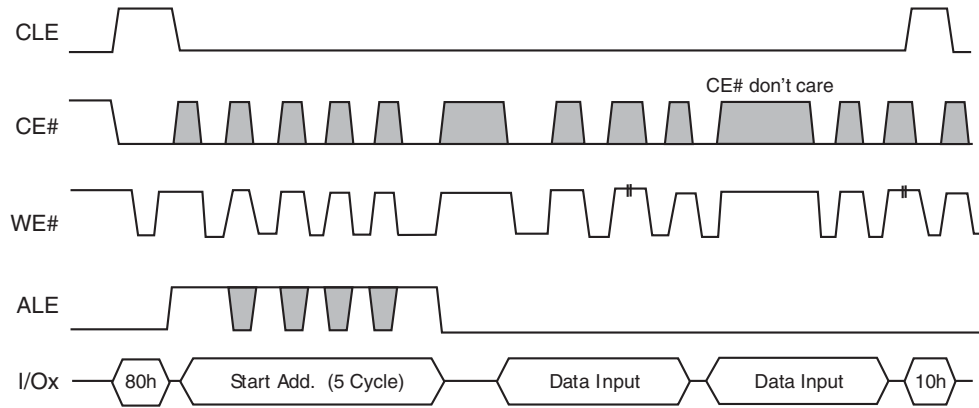 CLE
CE# don't care
CE#
WE#
ALE
I/Ox 80h Start Add. (5 Cycle) Data Input Data Input 10h